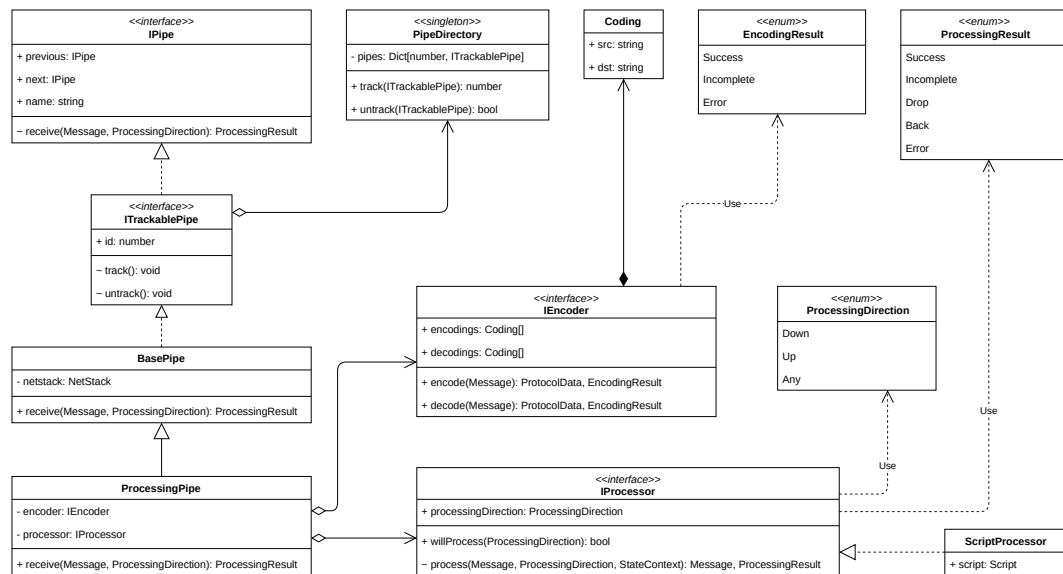 <<interface>>
IPipe
+ previous: IPipe
+ next: IPipe
+ name: string
~ receive(Message, ProcessingDirection): ProcessingResult
<<singleton>>
PipeDirectory
- pipes: Dict[number, ITrackablePipe]
+ track(ITrackablePipe): number
+ untrack(ITrackablePipe): bool
Coding
+ src: string
+ dst: string
<<enum>>
EncodingResult
Success
Incomplete
Error
<<enum>>
ProcessingResult
Success
Incomplete
Drop
Back
Error
<<interface>>
ITrackablePipe
+ id: number
~ track(): void
~ untrack(): void
Use
<<interface>>
IEncoder
+ encodings: Coding[]
+ decodings: Coding[]
+ encode(Message): ProtocolData, EncodingResult
+ decode(Message): ProtocolData, EncodingResult
<<enum>>
ProcessingDirection
Down
Up
Any
BasePipe
- netstack: NetStack
+ receive(Message, ProcessingDirection): ProcessingResult
Use
Use
ProcessingPipe
- encoder: IEncoder
- processor: IProcessor
+ receive(Message, ProcessingDirection): ProcessingResult
<<interface>>
IProcessor
+ processingDirection: ProcessingDirection
+ willProcess(ProcessingDirection): bool
~ process(Message, ProcessingDirection, StateContext): Message, ProcessingResult
ScriptProcessor
+ script: Script